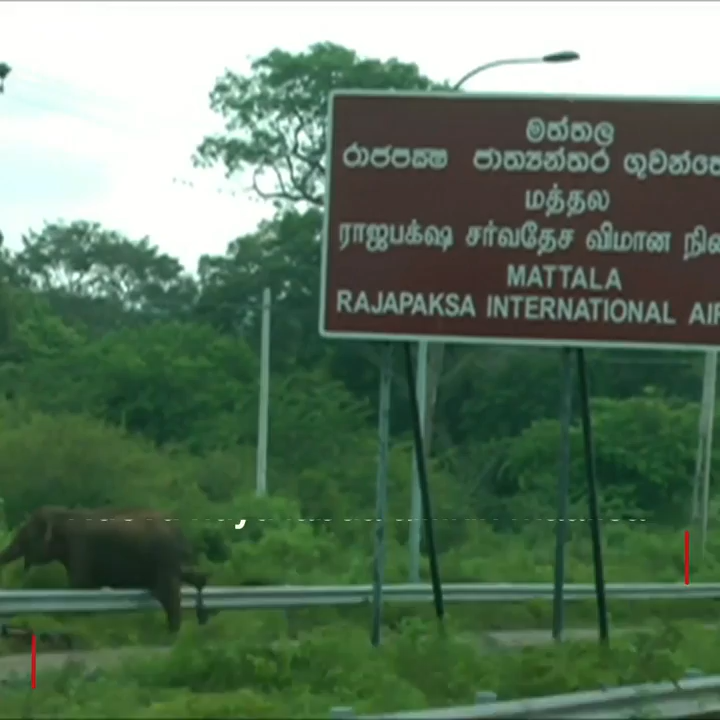 මත්තල
රාජපක්ෂ ජාත්‍යන්තර
மத்தல
ராஜபக்ஷ சர்வதேச விமான
MATTALA
RAJAPAKSA INTERNATIONAL